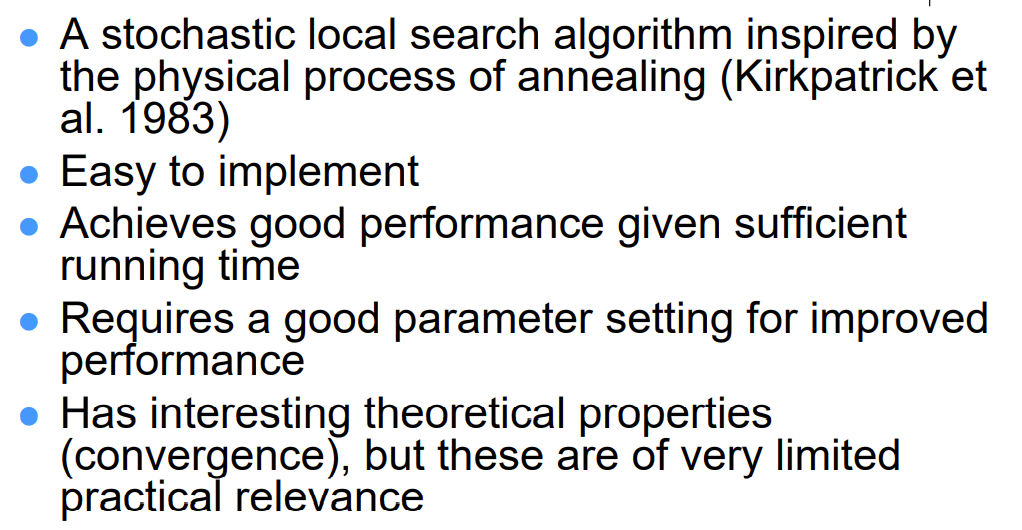 ● A stochastic local search algorithm inspired by
the physical process of annealing (Kirkpatrick et
al. 1983)
● Easy to implement
● Achieves good performance given sufficient
running time
● Requires a good parameter setting for improved
performance
● Has interesting theoretical properties
(convergence), but these are of very limited
practical relevance